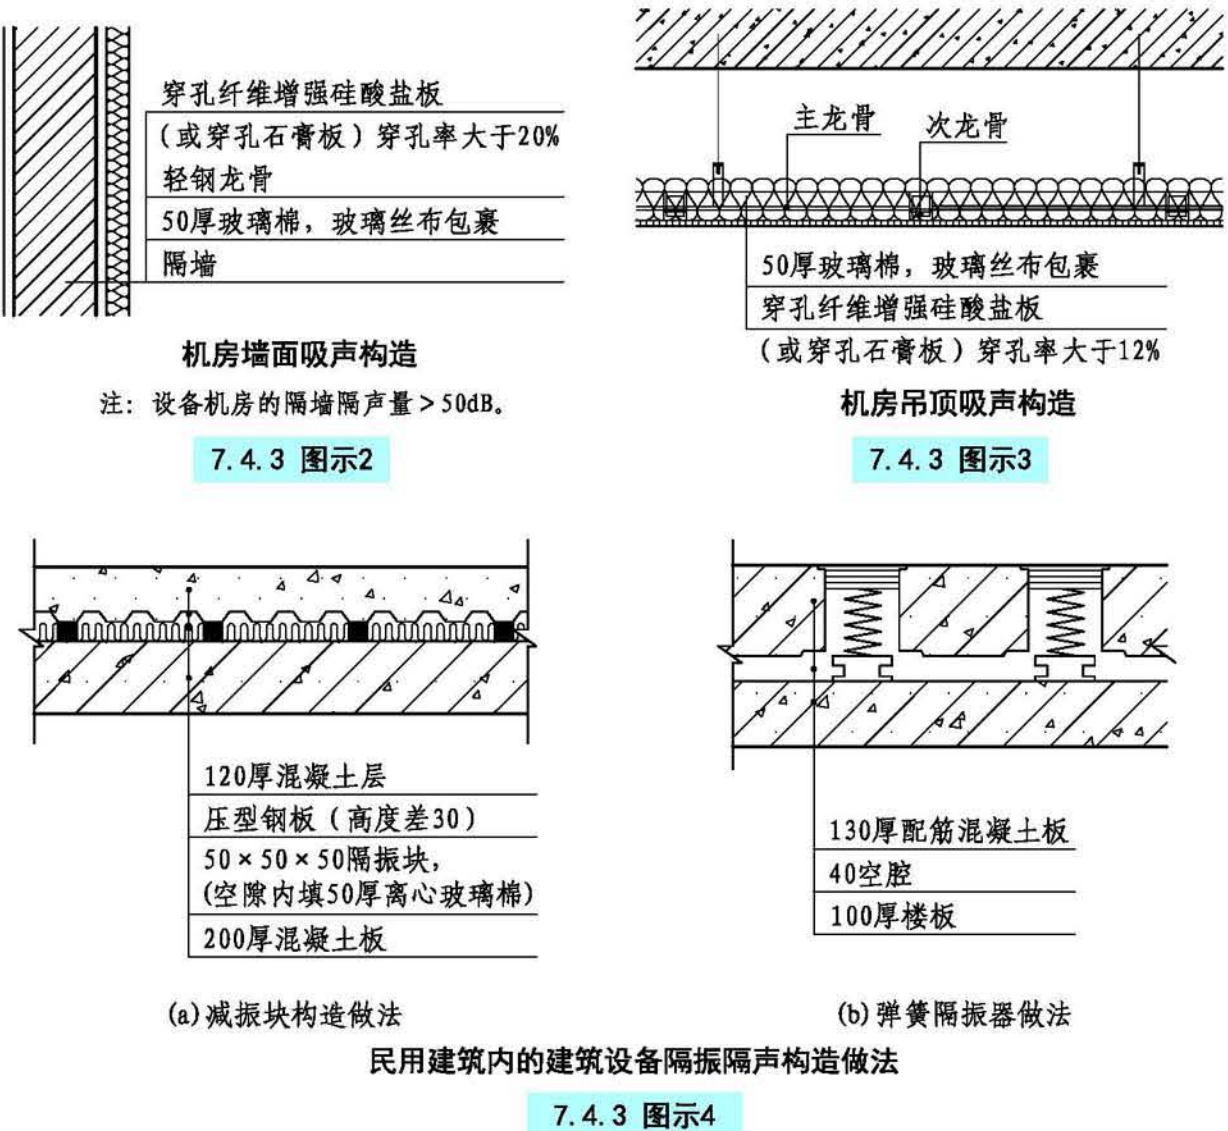 穿孔纤维增强硅酸盐板
（或穿孔石膏板）穿孔率大于20%
轻钢龙骨
50厚玻璃棉，玻璃丝布包裹
隔墙
机房墙面吸声构造
注：设备机房的隔墙隔声量＞50dB。
7.4.3 图示2
主龙骨
次龙骨
50厚玻璃棉，玻璃丝布包裹
穿孔纤维增强硅酸盐板
（或穿孔石膏板）穿孔率大于12%
机房吊顶吸声构造
7.4.3 图示3
120厚混凝土层
压型钢板（高度差30）
50×50×50隔振块，
(空隙内填50厚离心玻璃棉)
200厚混凝土板
(a)减振块构造做法
130厚配筋混凝土板
40空腔
100厚楼板
(b)弹簧隔振器做法
民用建筑内的建筑设备隔振隔声构造做法
7.4.3 图示4